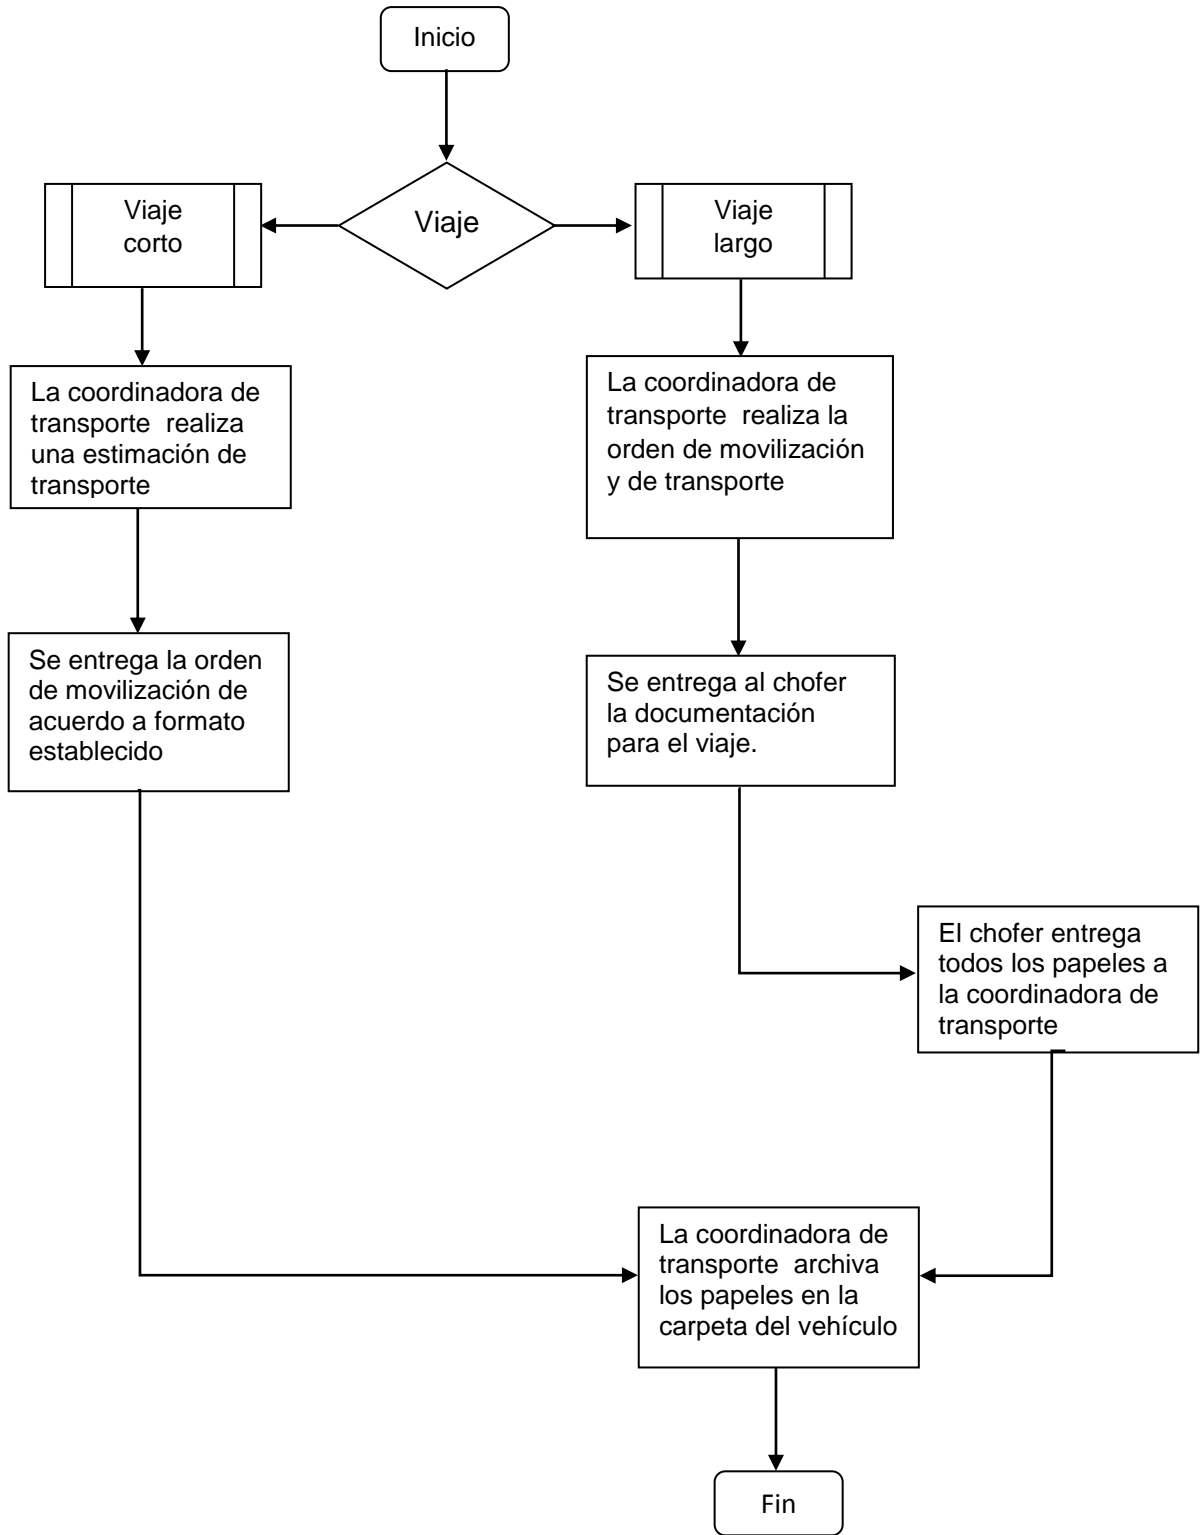 Inicio
Viaje
Viaje
corto
Viaje
largo
La coordinadora de
transporte realiza
una estimación de
transporte
La coordinadora de
transporte realiza la
orden de movilización
y de transporte
Se entrega la orden
de movilización de
acuerdo a formato
establecido
Se entrega al chofer
la documentación
para el viaje.
El chofer entrega
todos los papeles a
la coordinadora de
transporte
La coordinadora de
transporte archiva
los papeles en la
carpeta del vehículo
Fin